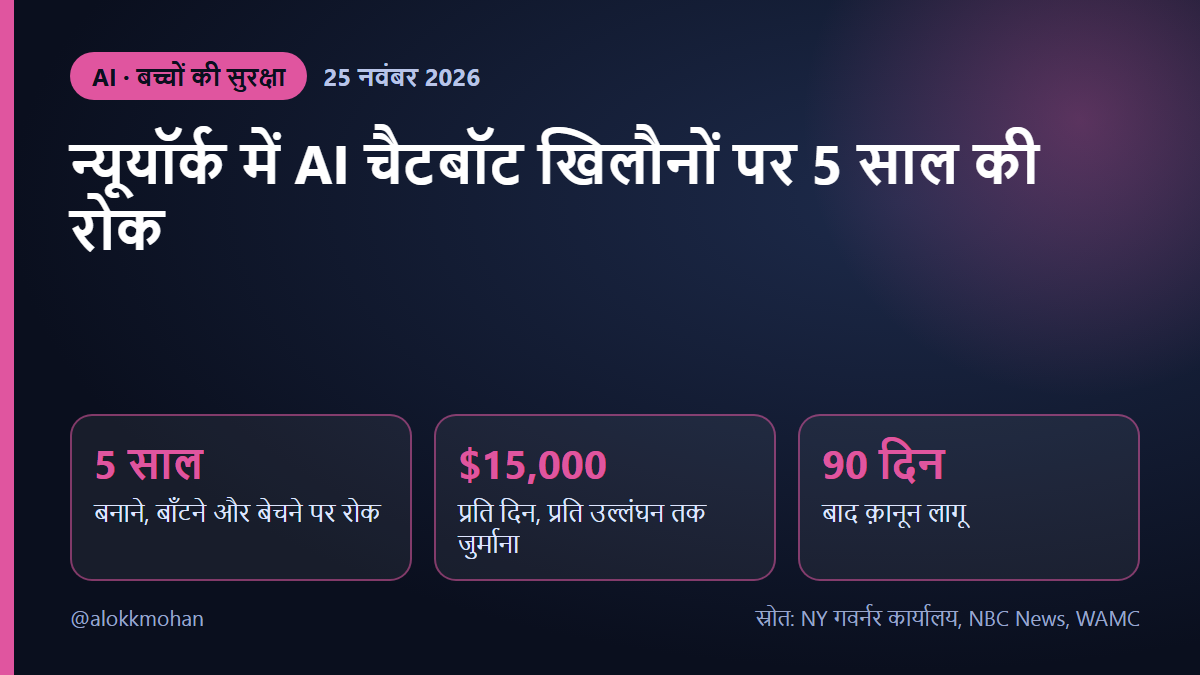 AI · बच्चों की सुरक्षा
25 नवंबर 2026
न्यूयॉर्क में AI चैटबॉट खिलौनों पर 5 साल की
रोक
5 साल
बनाने, बाँटने और बेचने पर रोक
$15,000
प्रति दिन, प्रति उल्लंघन तक
जुर्माना
90 दिन
बाद क़ानून लागू
@alokkmohan
स्रोत: NY गवर्नर कार्यालय, NBC News, WAMC